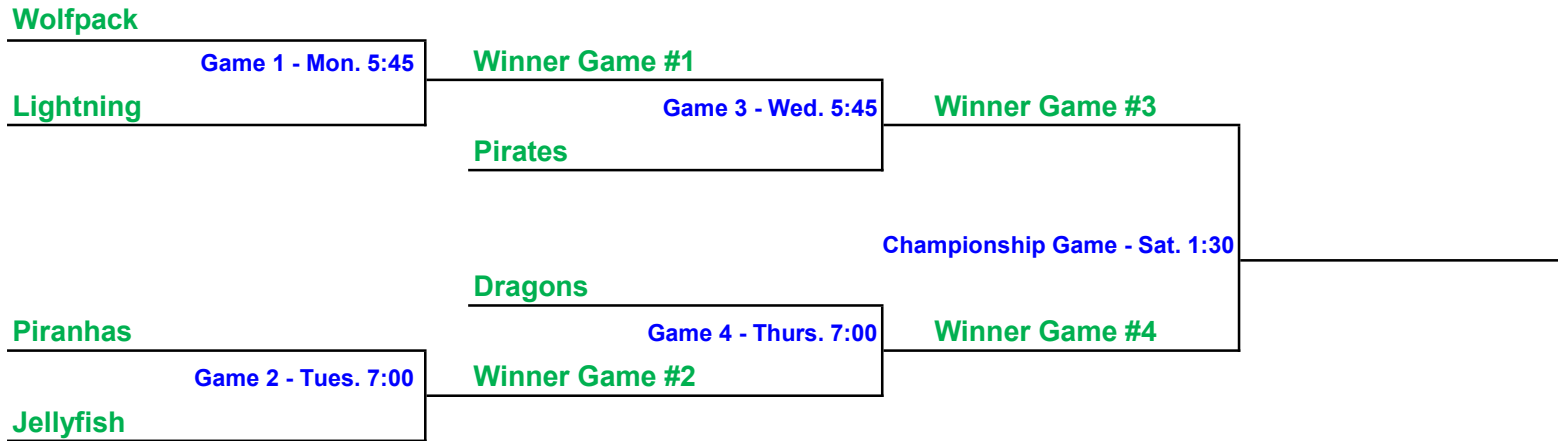 Wolfpack
Game 1 - Mon. 5:45
Winner Game #1
Lightning
Game 3 - Wed. 5:45
Winner Game #3
Pirates
Championship Game - Sat. 1:30
Dragons
Piranhas
Game 4 - Thurs. 7:00
Winner Game #4
Game 2 - Tues. 7:00
Winner Game #2
Jellyfish